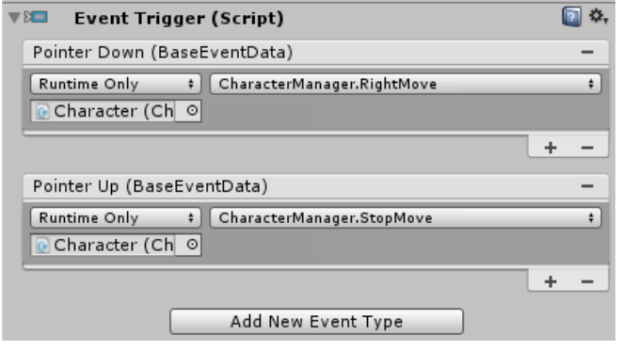 Event Trigger (Script)
Pointer Down (BaseEventData)
Runtime Only CharacterManager.RightMove
Character (Ch
Pointer Up (BaseEventData)
Runtime Only CharacterManager.StopMove
Character (Ch
Add New Event Type